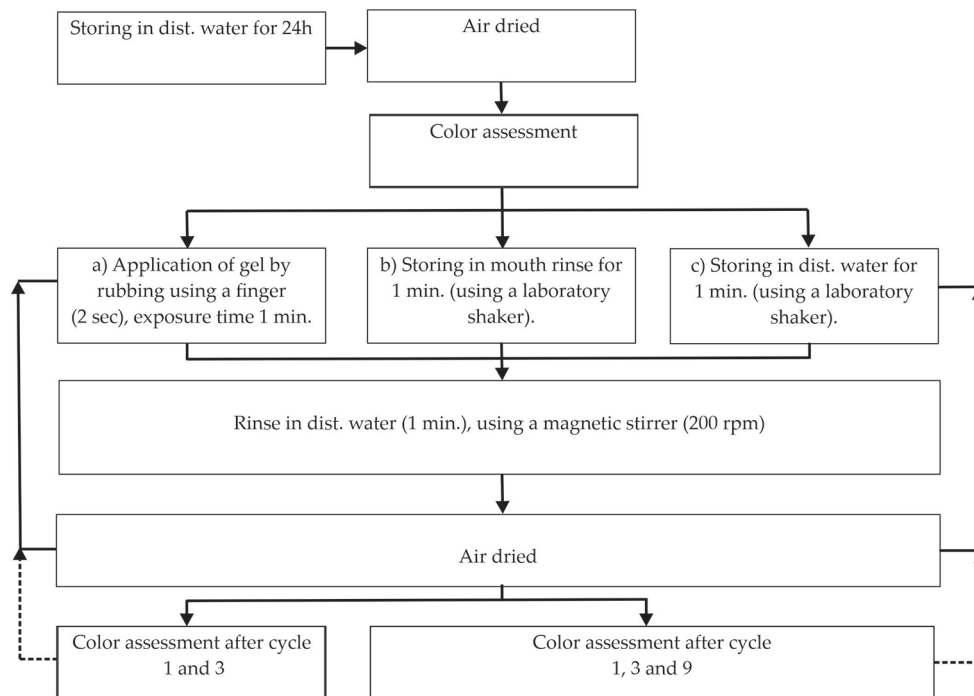 Storing in dist. water for 24h
Air dried
Color assessment
a) Application of gel by
rubbing using a finger
(2 sec), exposure time 1 min.
b) Storing in mouth rinse for
1 min. (using a laboratory
shaker).
c) Storing in dist. water for
1 min. (using a laboratory
shaker).
Rinse in dist. water (1 min.), using a magnetic stirrer (200 rpm)
Air dried
Color assessment after cycle
1 and 3
Color assessment after cycle
1, 3 and 9